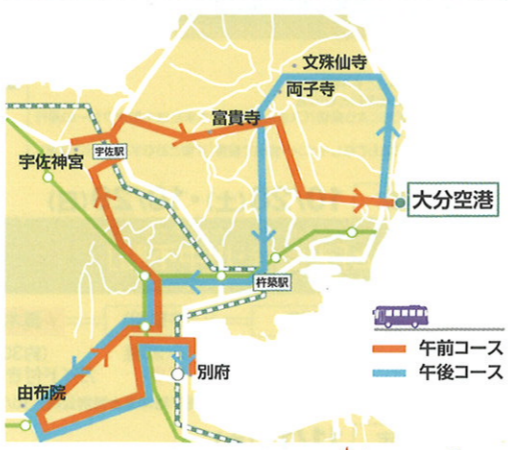 文殊仙寺
両子寺
富貴寺
宇佐駅
宇佐神宮
大分空港
杵築駅
午前コース
別府
午後コース
由布院